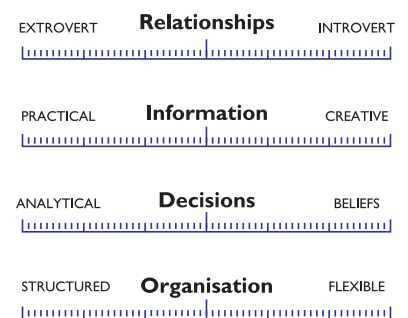 EXTROVERT Relationships INTROVERT
PRACTICAL Information CREATIVE
ANALYTICAL Decisions BELIEFS
STRUCTURED Organisation FLEXIBLE